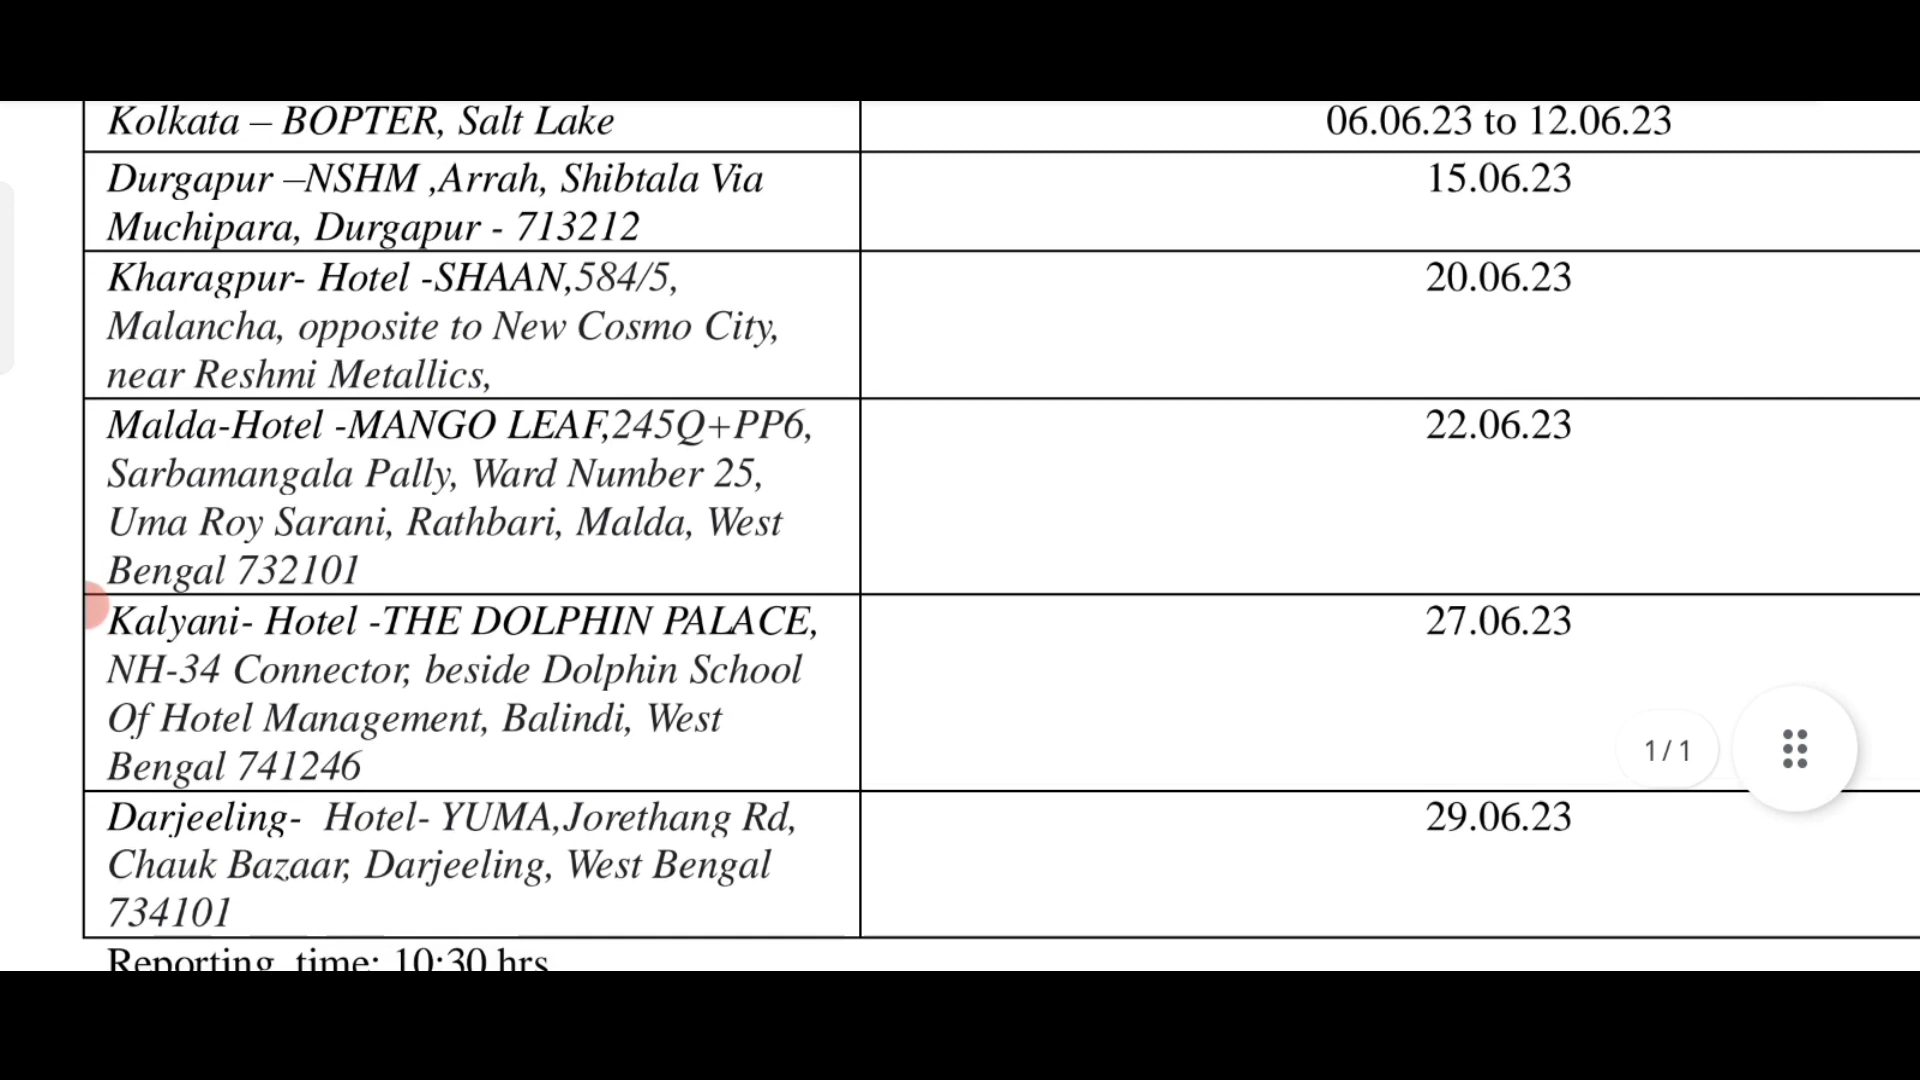 Kolkata – BOPTER, Salt Lake
06.06.23 to 12.06.23
Durgapur –NSHM ,Arrah, Shibtala Via
Muchipara, Durgapur - 713212
15.06.23
Kharagpur- Hotel -SHAAN,584/5,
Malancha, opposite to New Cosmo City,
near Reshmi Metallics,
20.06.23
Malda-Hotel -MANGO LEAF,245Q+PP6,
Sarbamangala Pally, Ward Number 25,
Uma Roy Sarani, Rathbari, Malda, West
Bengal 732101
22.06.23
Kalyani- Hotel -THE DOLPHIN PALACE,
NH-34 Connector, beside Dolphin School
Of Hotel Management, Balindi, West
Bengal 741246
27.06.23
1/1
Darjeeling-  Hotel- YUMA,Jorethang Rd,
Chauk Bazaar, Darjeeling, West Bengal
734101
29.06.23
Reporting  time: 10:30 hrs